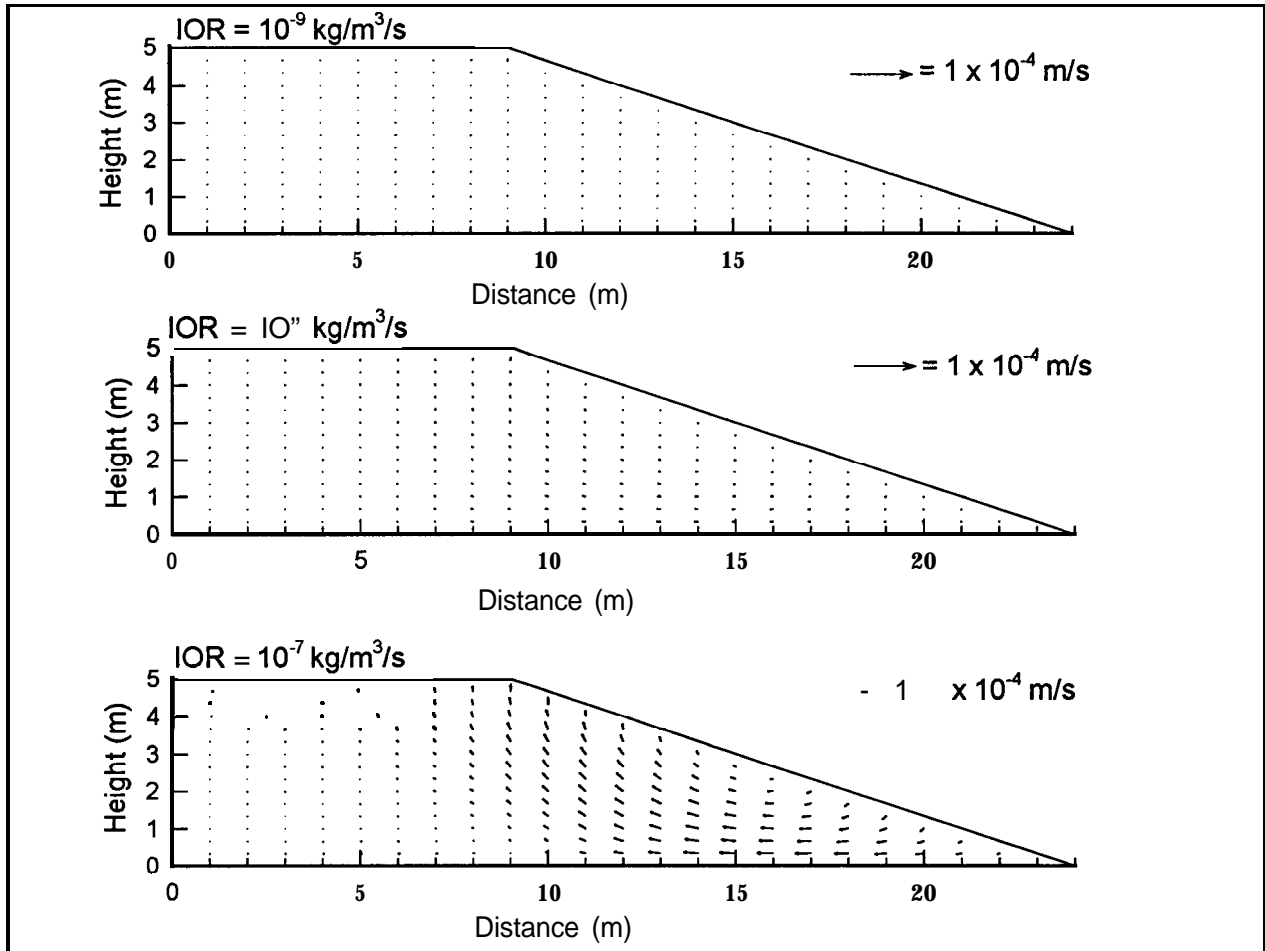 IOR = 10⁻⁹ kg/m³/s
= 1 x 10⁻⁴ m/s
Height (m)
5
4
3
2
1
0
0 5 10 15 20
Distance (m)
IOR = IO” kg/m³/s
= 1 x 10⁻⁴ m/s
Height (m)
5
4
3
2
1
0
0 5 10 15 20
Distance (m)
IOR = 10⁻⁷ kg/m³/s
- 1 x 10⁻⁴ m/s
Height (m)
5
4
3
2
1
0
0 5 10 15 20
Distance (m)